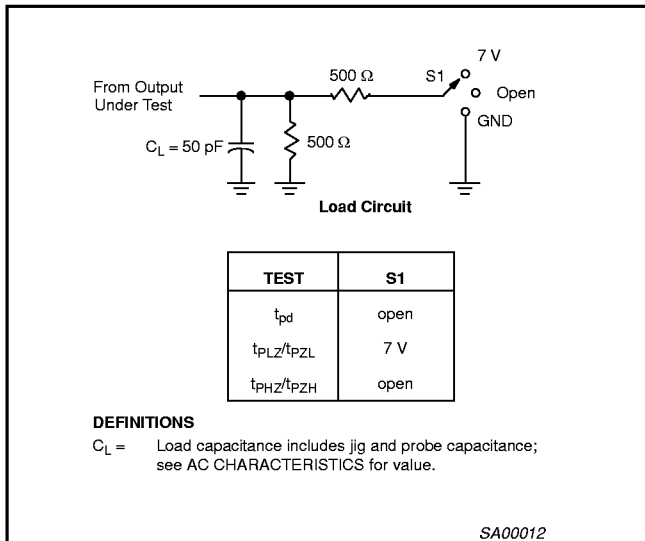 7 V
500 Ω
S1
From Output
Under Test
Open
GND
C_L = 50 pF
500 Ω
Load Circuit
TEST S1
t_pd open
t_PLZ/t_PZL 7 V
t_PHZ/t_PZH open
DEFINITIONS
C_L = Load capacitance includes jig and probe capacitance;
see AC CHARACTERISTICS for value.
SA00012